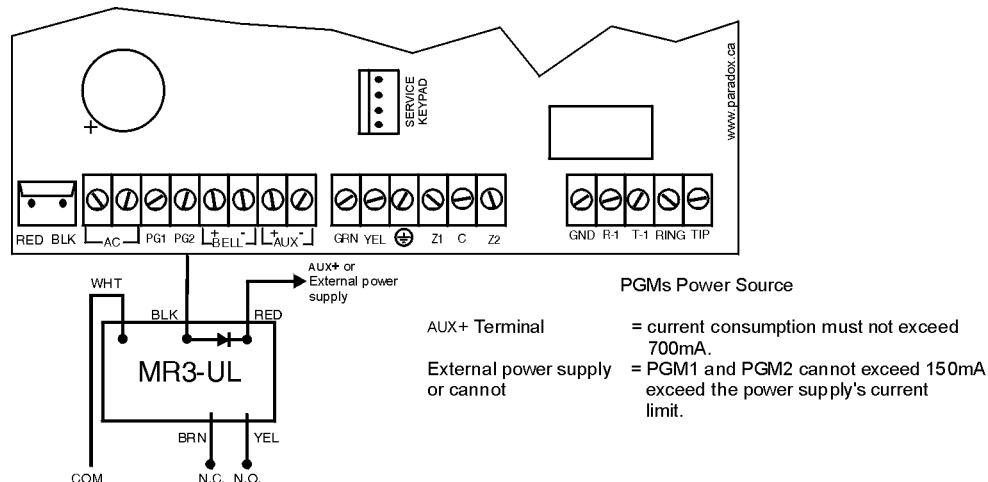 www.paradox.ca
SERVICE
KEYPAD
+
RED BLK AC PG1 PG2 + BELL - + AUX - GRN YEL Z1 C Z2 GND R-1 T-1 RING TIP
AUX+ or
External power
supply
WHT
BLK RED
MR3-UL
BRN YEL
COM N.C. N.O.
PGMs Power Source
AUX+ Terminal = current consumption must not exceed
700mA.
External power supply = PGM1 and PGM2 cannot exceed 150mA
or cannot exceed the power supply's current
limit.